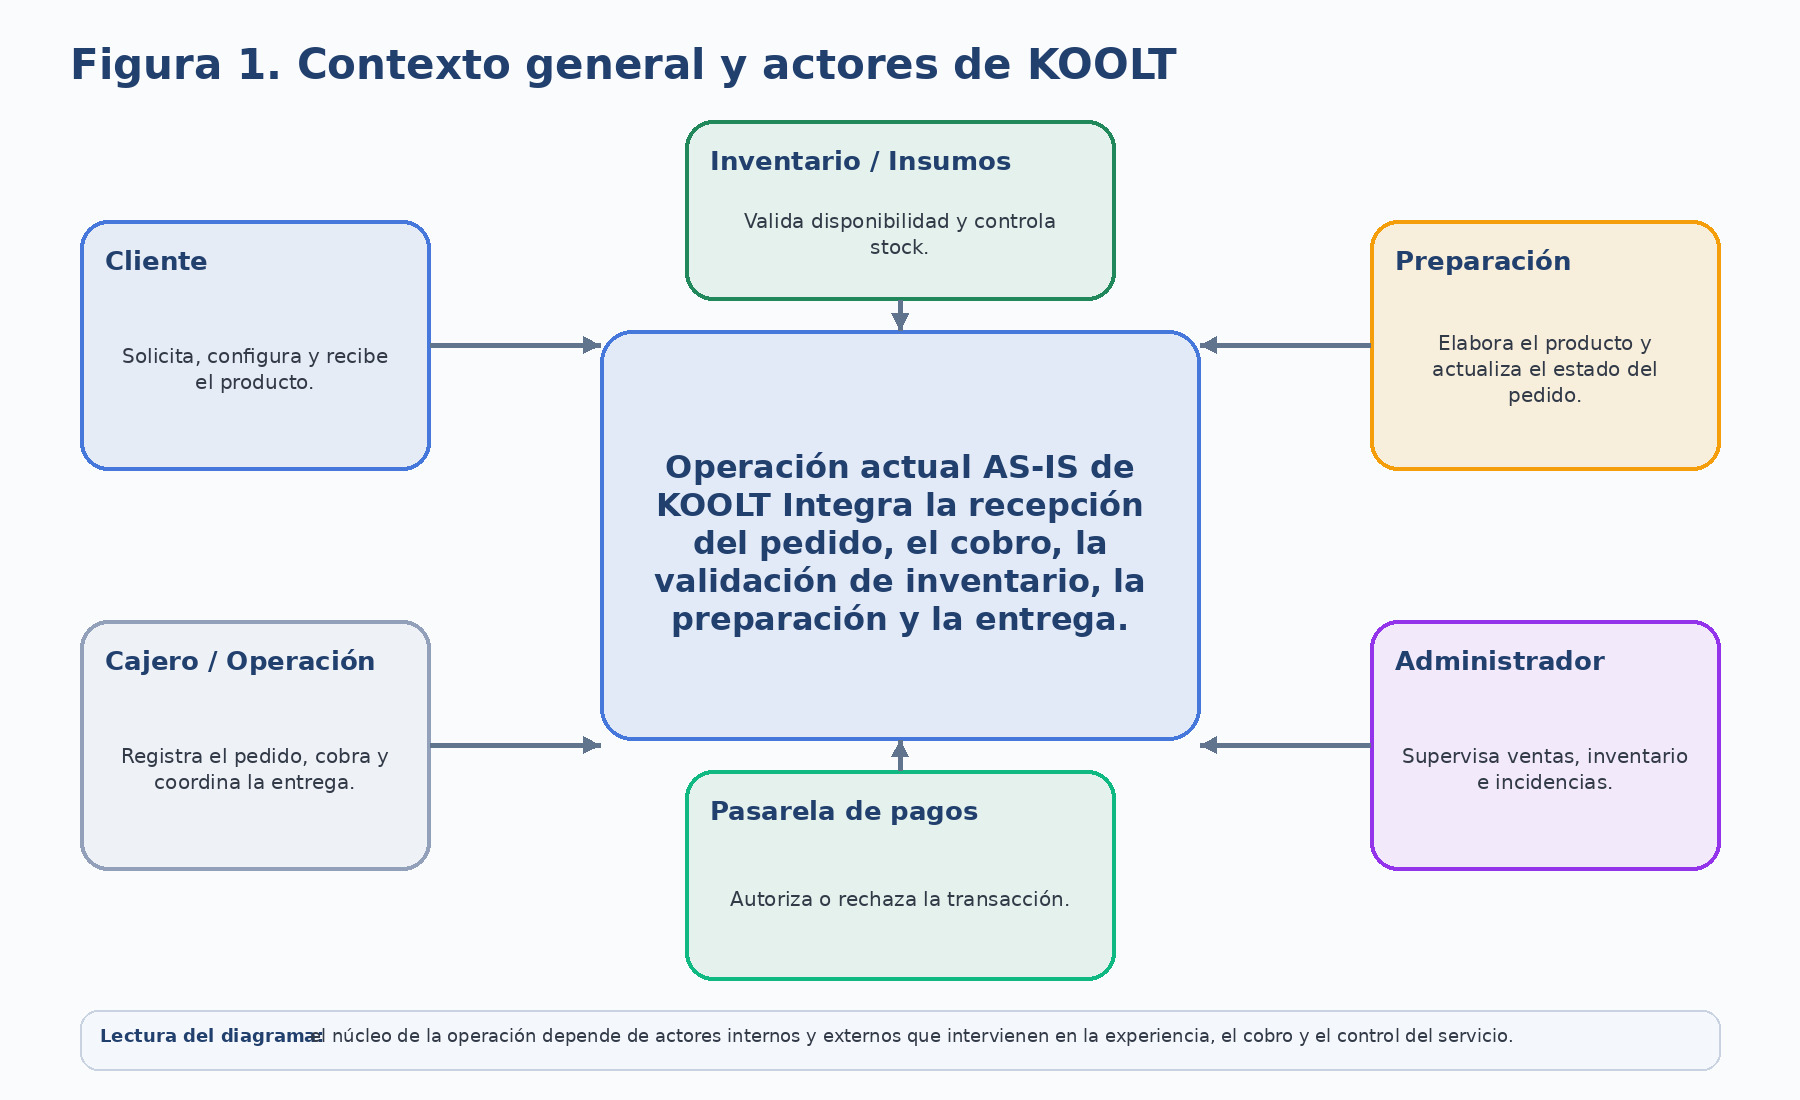 Figura 1. Contexto general y actores de KOOLT
Inventario / Insumos
Valida disponibilidad y controla
stock.
Cliente
Solicita, configura y recibe
el producto.
Preparación
Elabora el producto y
actualiza el estado del
pedido.
Operación actual AS-IS de
KOOLT Integra la recepción
del pedido, el cobro, la
validación de inventario, la
preparación y la entrega.
Cajero / Operación
Registra el pedido, cobra y
coordina la entrega.
Administrador
Supervisa ventas, inventario
e incidencias.
Pasarela de pagos
Autoriza o rechaza la transacción.
Lectura del diagrama: el núcleo de la operación depende de actores internos y externos que intervienen en la experiencia, el cobro y el control del servicio.